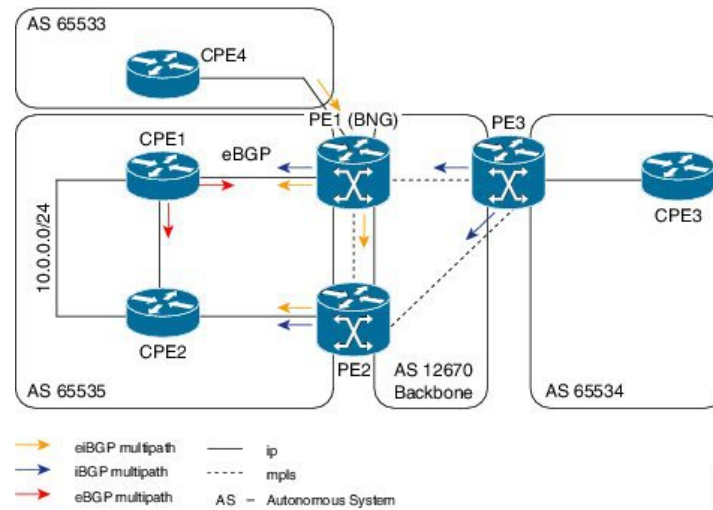 AS 65533
CPE4
PE1 (BNG)
PE3
CPE1
eBGP
CPE3
10.0.0.0/24
CPE2
PE2
AS 12670
Backbone
AS 65535
AS 65534
eiBGP multipath
ip
iBGP multipath
mpls
eBGP multipath
AS – Autonomous System